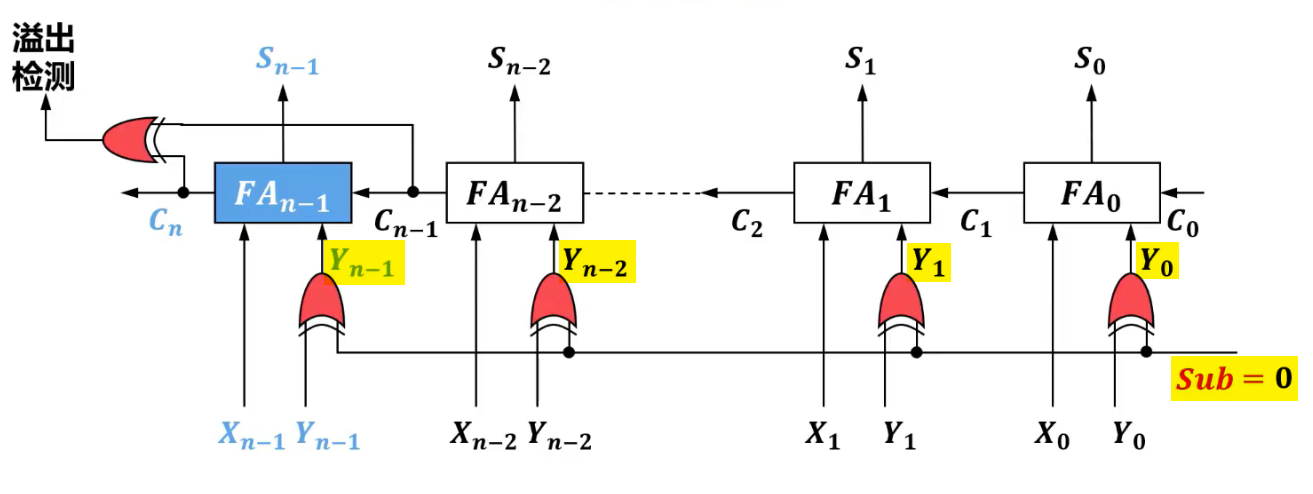 溢出
检测
S_{n-1} S_{n-2} S_1 S_0
FA_{n-1} FA_{n-2} FA_1 FA_0
C_n C_{n-1} C_2 C_1 C_0
Y_{n-1} Y_{n-2} Y_1 Y_0
Sub = 0
X_{n-1} Y_{n-1} X_{n-2} Y_{n-2} X_1 Y_1 X_0 Y_0